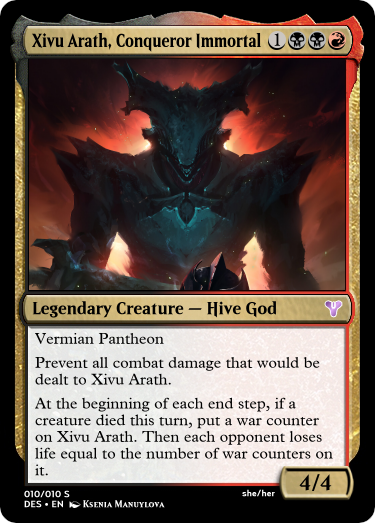 Xivu Arath, Conqueror Immortal 1
Legendary Creature — Hive God
Vermian Pantheon
Prevent all combat damage that would be
dealt to Xivu Arath.
At the beginning of each end step, if a
creature died this turn, put a war counter
on Xivu Arath. Then each opponent loses
life equal to the number of war counters on
it.
4/4
010/010 S
she/her
DES • EN Ksenia Manuylova